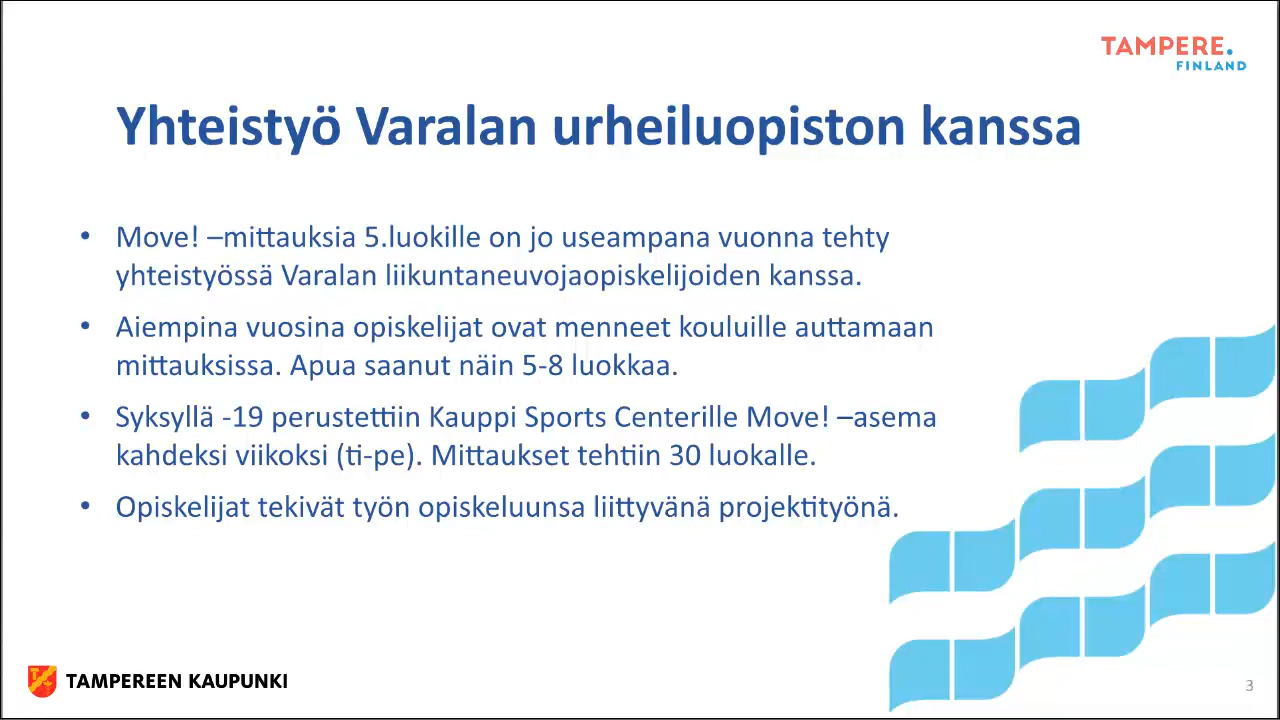 TAMPERE.
FINLAND
Yhteistyö Varalan urheiluopiston kanssa
• Move! –mittauksia 5.luokille on jo useampana vuonna tehty
yhteistyössä Varalan liikuntaneuvojaopiskelijoiden kanssa.
• Aiempina vuosina opiskelijat ovat menneet kouluille auttamaan
mittauksissa. Apua saanut näin 5-8 luokkaa.
• Syksyllä -19 perustettiin Kauppi Sports Centerille Move! –asema
kahdeksi viikoksi (ti-pe). Mittaukset tehtiin 30 luokalle.
• Opiskelijat tekivät työn opiskeluunsa liittyvänä projektityönä.
TAMPEREEN KAUPUNKI
3